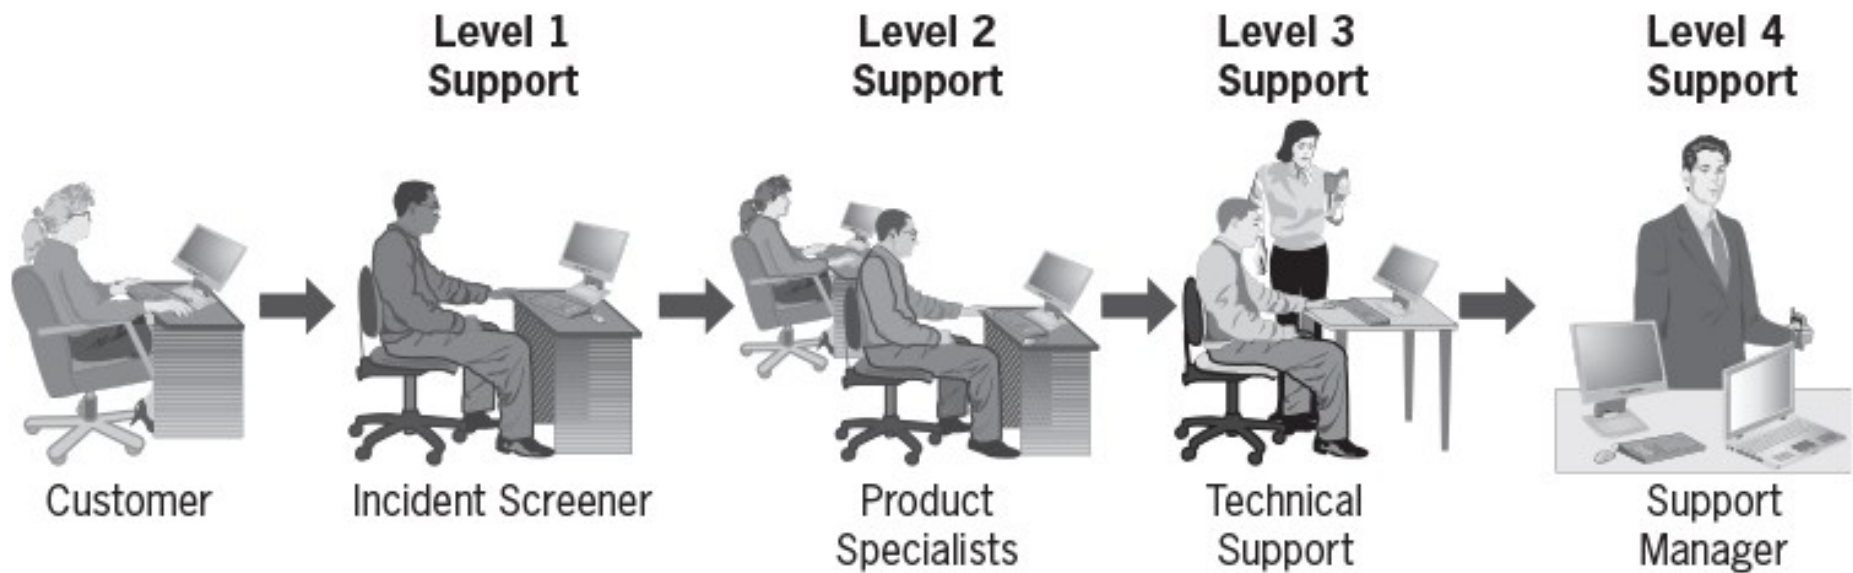 Level 1
Support
Level 2
Support
Level 3
Support
Level 4
Support
Customer
Incident Screener
Product
Specialists
Technical
Support
Support
Manager